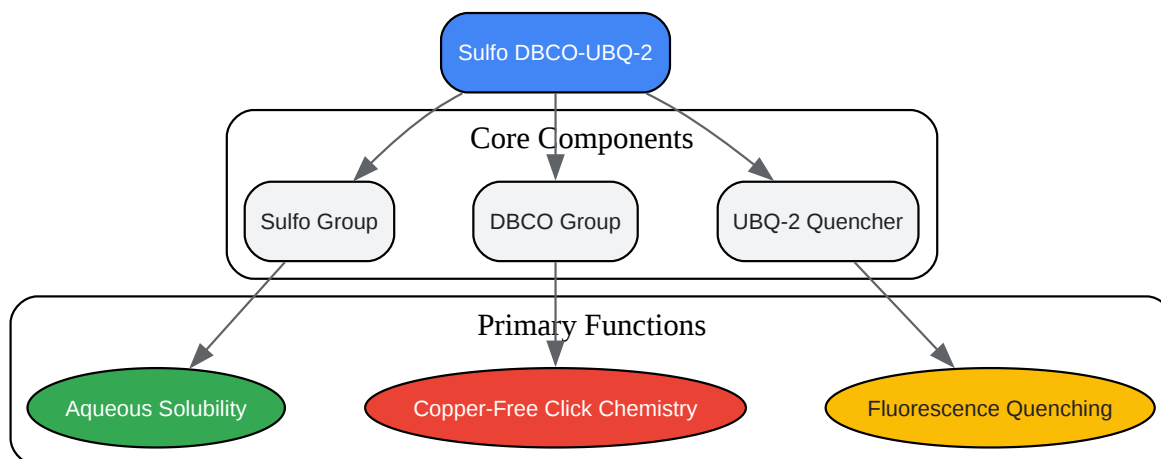 Sulfo DBCO-UBQ-2
Core Components
Sulfo Group
DBCO Group
UBQ-2 Quencher
Primary Functions
Aqueous Solubility
Copper-Free Click Chemistry
Fluorescence Quenching